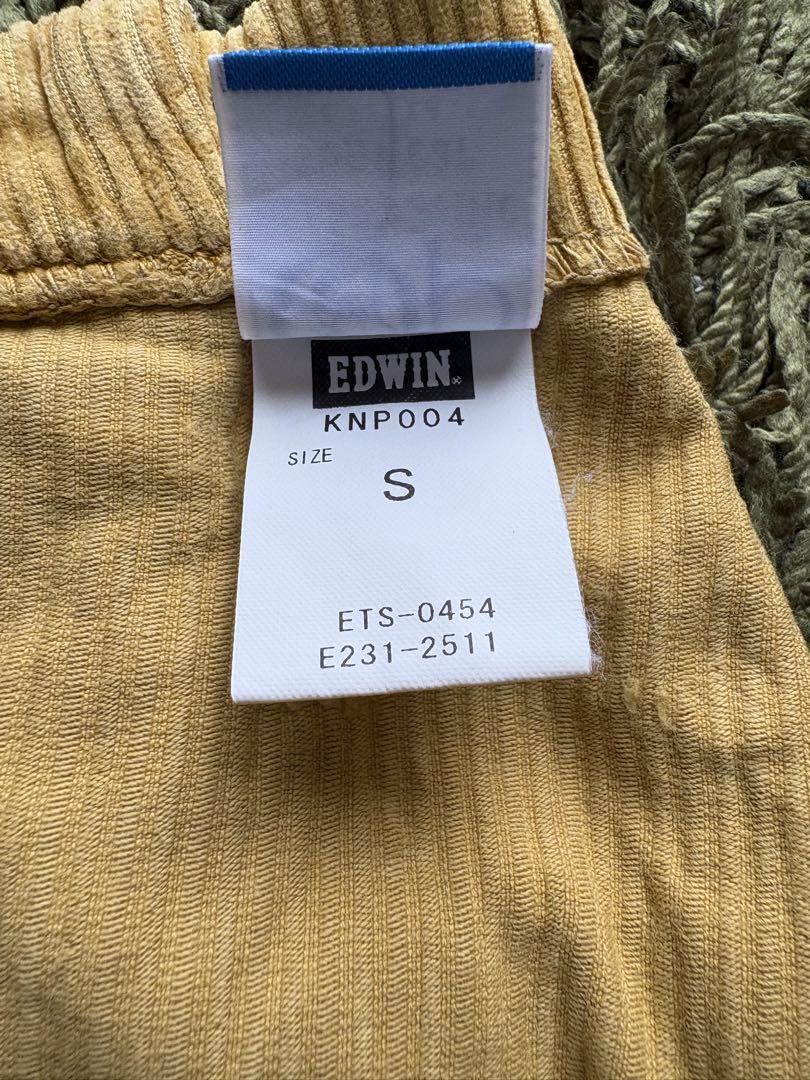 EDWIN
KNP004
SIZE
S
ETS-0454
E231-2511